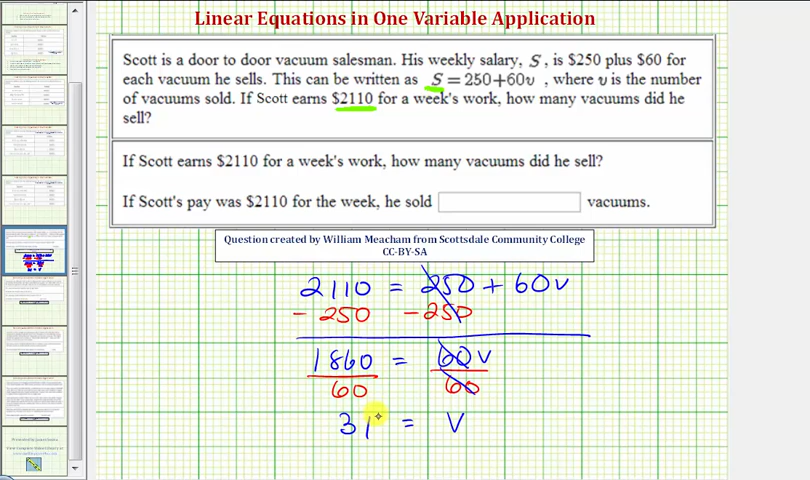 Linear Equations in One Variable Application
Scott is a door to door vacuum salesman. His weekly salary, S, is $250 plus $60 for
each vacuum he sells. This can be written as S = 250+60v , where v is the number
of vacuums sold. If Scott earns $2110 for a week's work, how many vacuums did he
sell?
If Scott earns $2110 for a week's work, how many vacuums did he sell?
If Scott's pay was $2110 for the week, he sold vacuums.
Question created by William Meacham from Scottsdale Community College
CC-BY-SA
2110 = 250 + 60v
- 250 - 250
1860 = 60v
60 60
31 = v